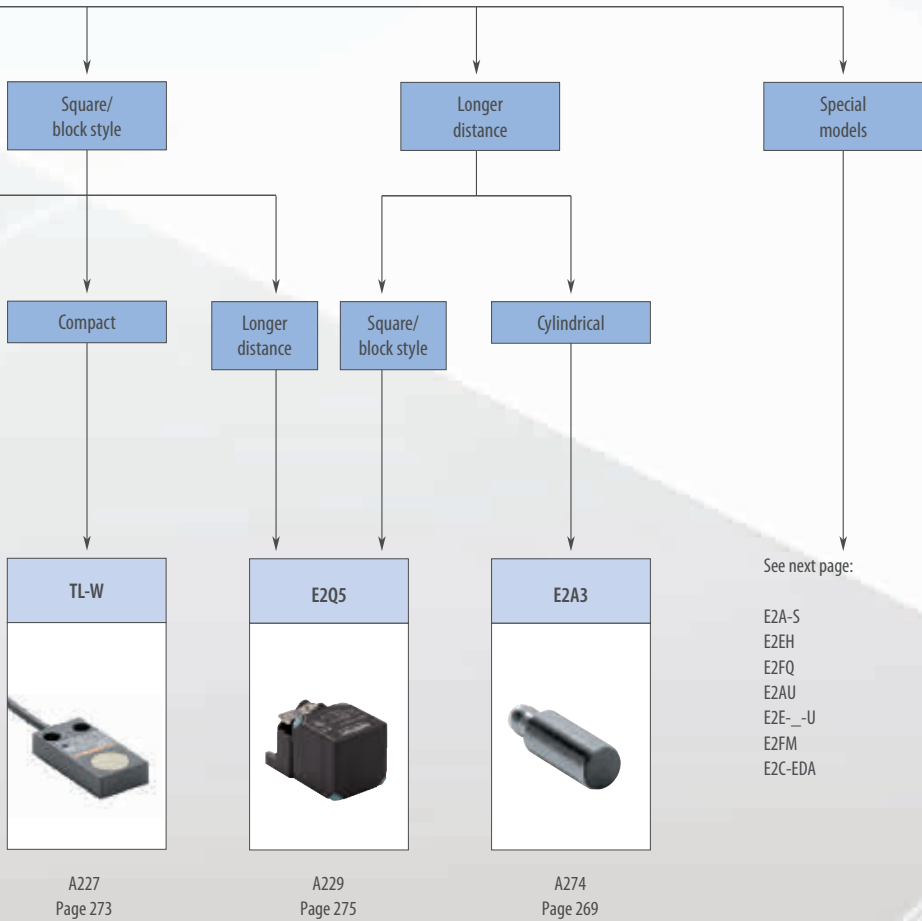 Square/
block style
Longer
distance
Special
models
Compact
Longer
distance
Square/
block style
Cylindrical
TL-W
E2Q5
E2A3
See next page:
E2A-S
E2EH
E2FQ
E2AU
E2E-_-U
E2FM
E2C-EDA
A227
Page 273
A229
Page 275
A274
Page 269